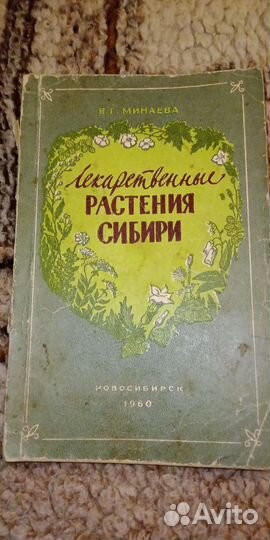 В. Г. МИНАЕВА
Лекарственные
РАСТЕНИЯ
СИБИРИ
НОВОСИБИРСК
1960
Avito